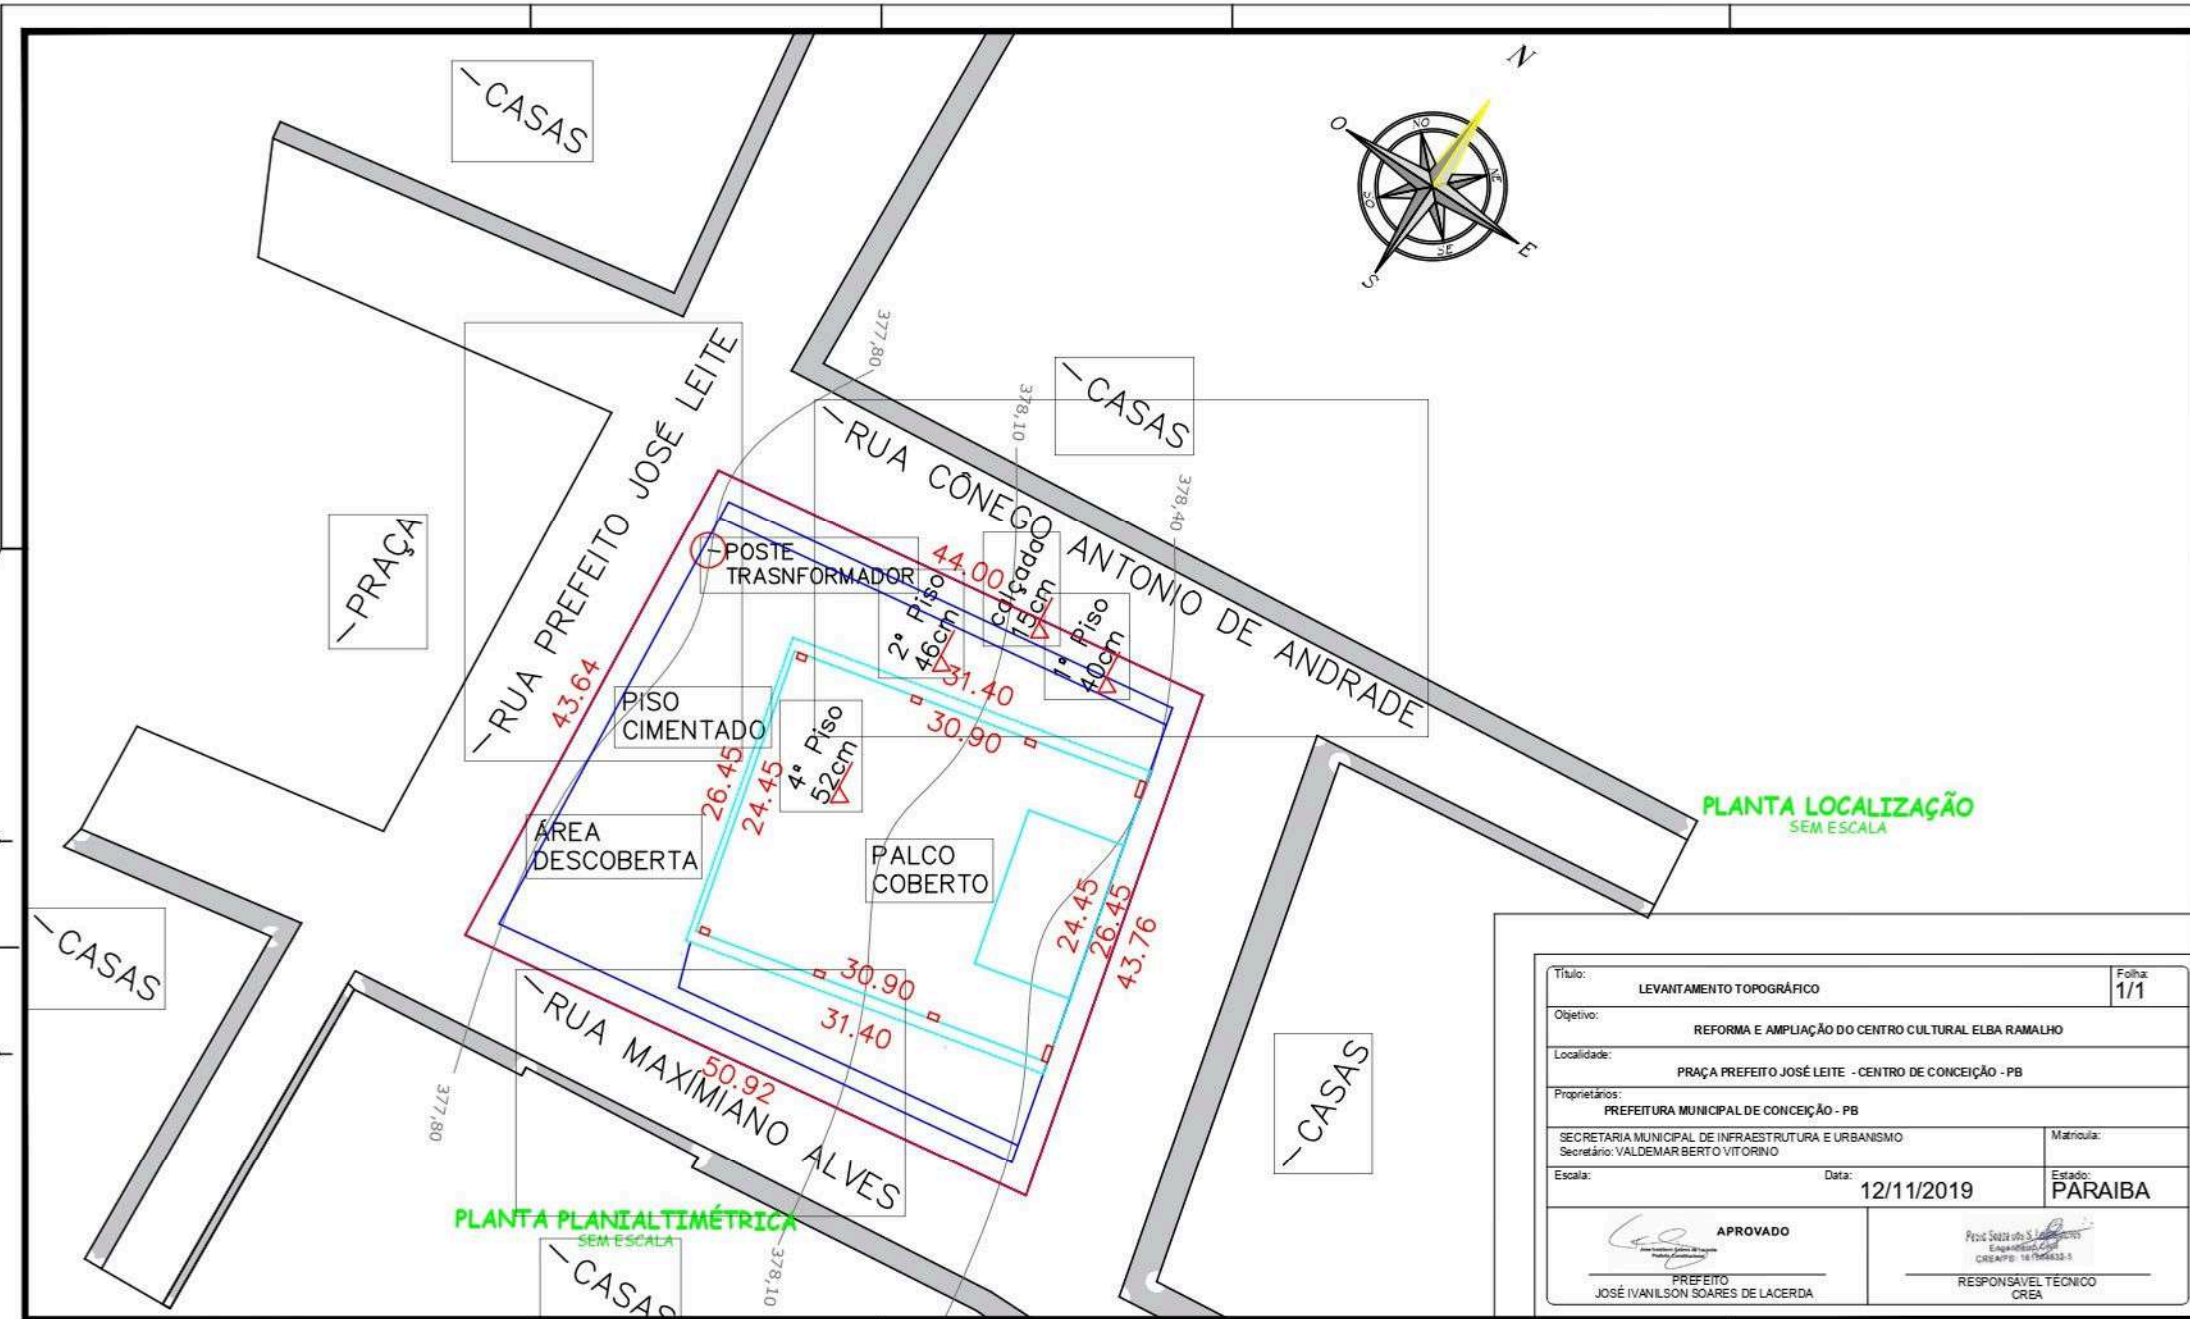 N
O
NO
NE
SO
SE
E
S
CASAS
377,80
378,10
378,40
CASAS
RUA PREFEITO JOSÉ LEITE
RUA CÔNEGO ANTONIO DE ANDRADE
PRAÇA
POSTE
TRASNFORMADOR
44.00
calçada
15cm
2ª Piso
46cm
1ª Piso
40cm
43.64
31.40
30.90
PISO
CIMENTADO
4ª Piso
52cm
26.45
24.45
ÁREA
DESCOBERTA
PALCO
COBERTO
24.45
26.45
43.76
30.90
31.40
CASAS
RUA MAXÍMIANO ALVES
50.92
CASAS
377,80
378,10
CASAS
PLANTA PLANIALTIMÉTRICA
SEM ESCALA
PLANTA LOCALIZAÇÃO
SEM ESCALA
Título:
LEVANTAMENTO TOPOGRÁFICO
Folha:
1/1
Objetivo:
REFORMA E AMPLIAÇÃO DO CENTRO CULTURAL ELBA RAMALHO
Localidade:
PRAÇA PREFEITO JOSÉ LEITE - CENTRO DE CONCEIÇÃO - PB
Proprietários:
PREFEITURA MUNICIPAL DE CONCEIÇÃO - PB
SECRETARIA MUNICIPAL DE INFRAESTRUTURA E URBANISMO
Secretário: VALDEMAR BERTO VITORINO
Matricula:
Escala:
Data:
12/11/2019
Estado:
PARAIBA
APROVADO
PREFEITO
JOSÉ IVANILSON SOARES DE LACERDA
RESPONSAVEL TÉCNICO
CREA